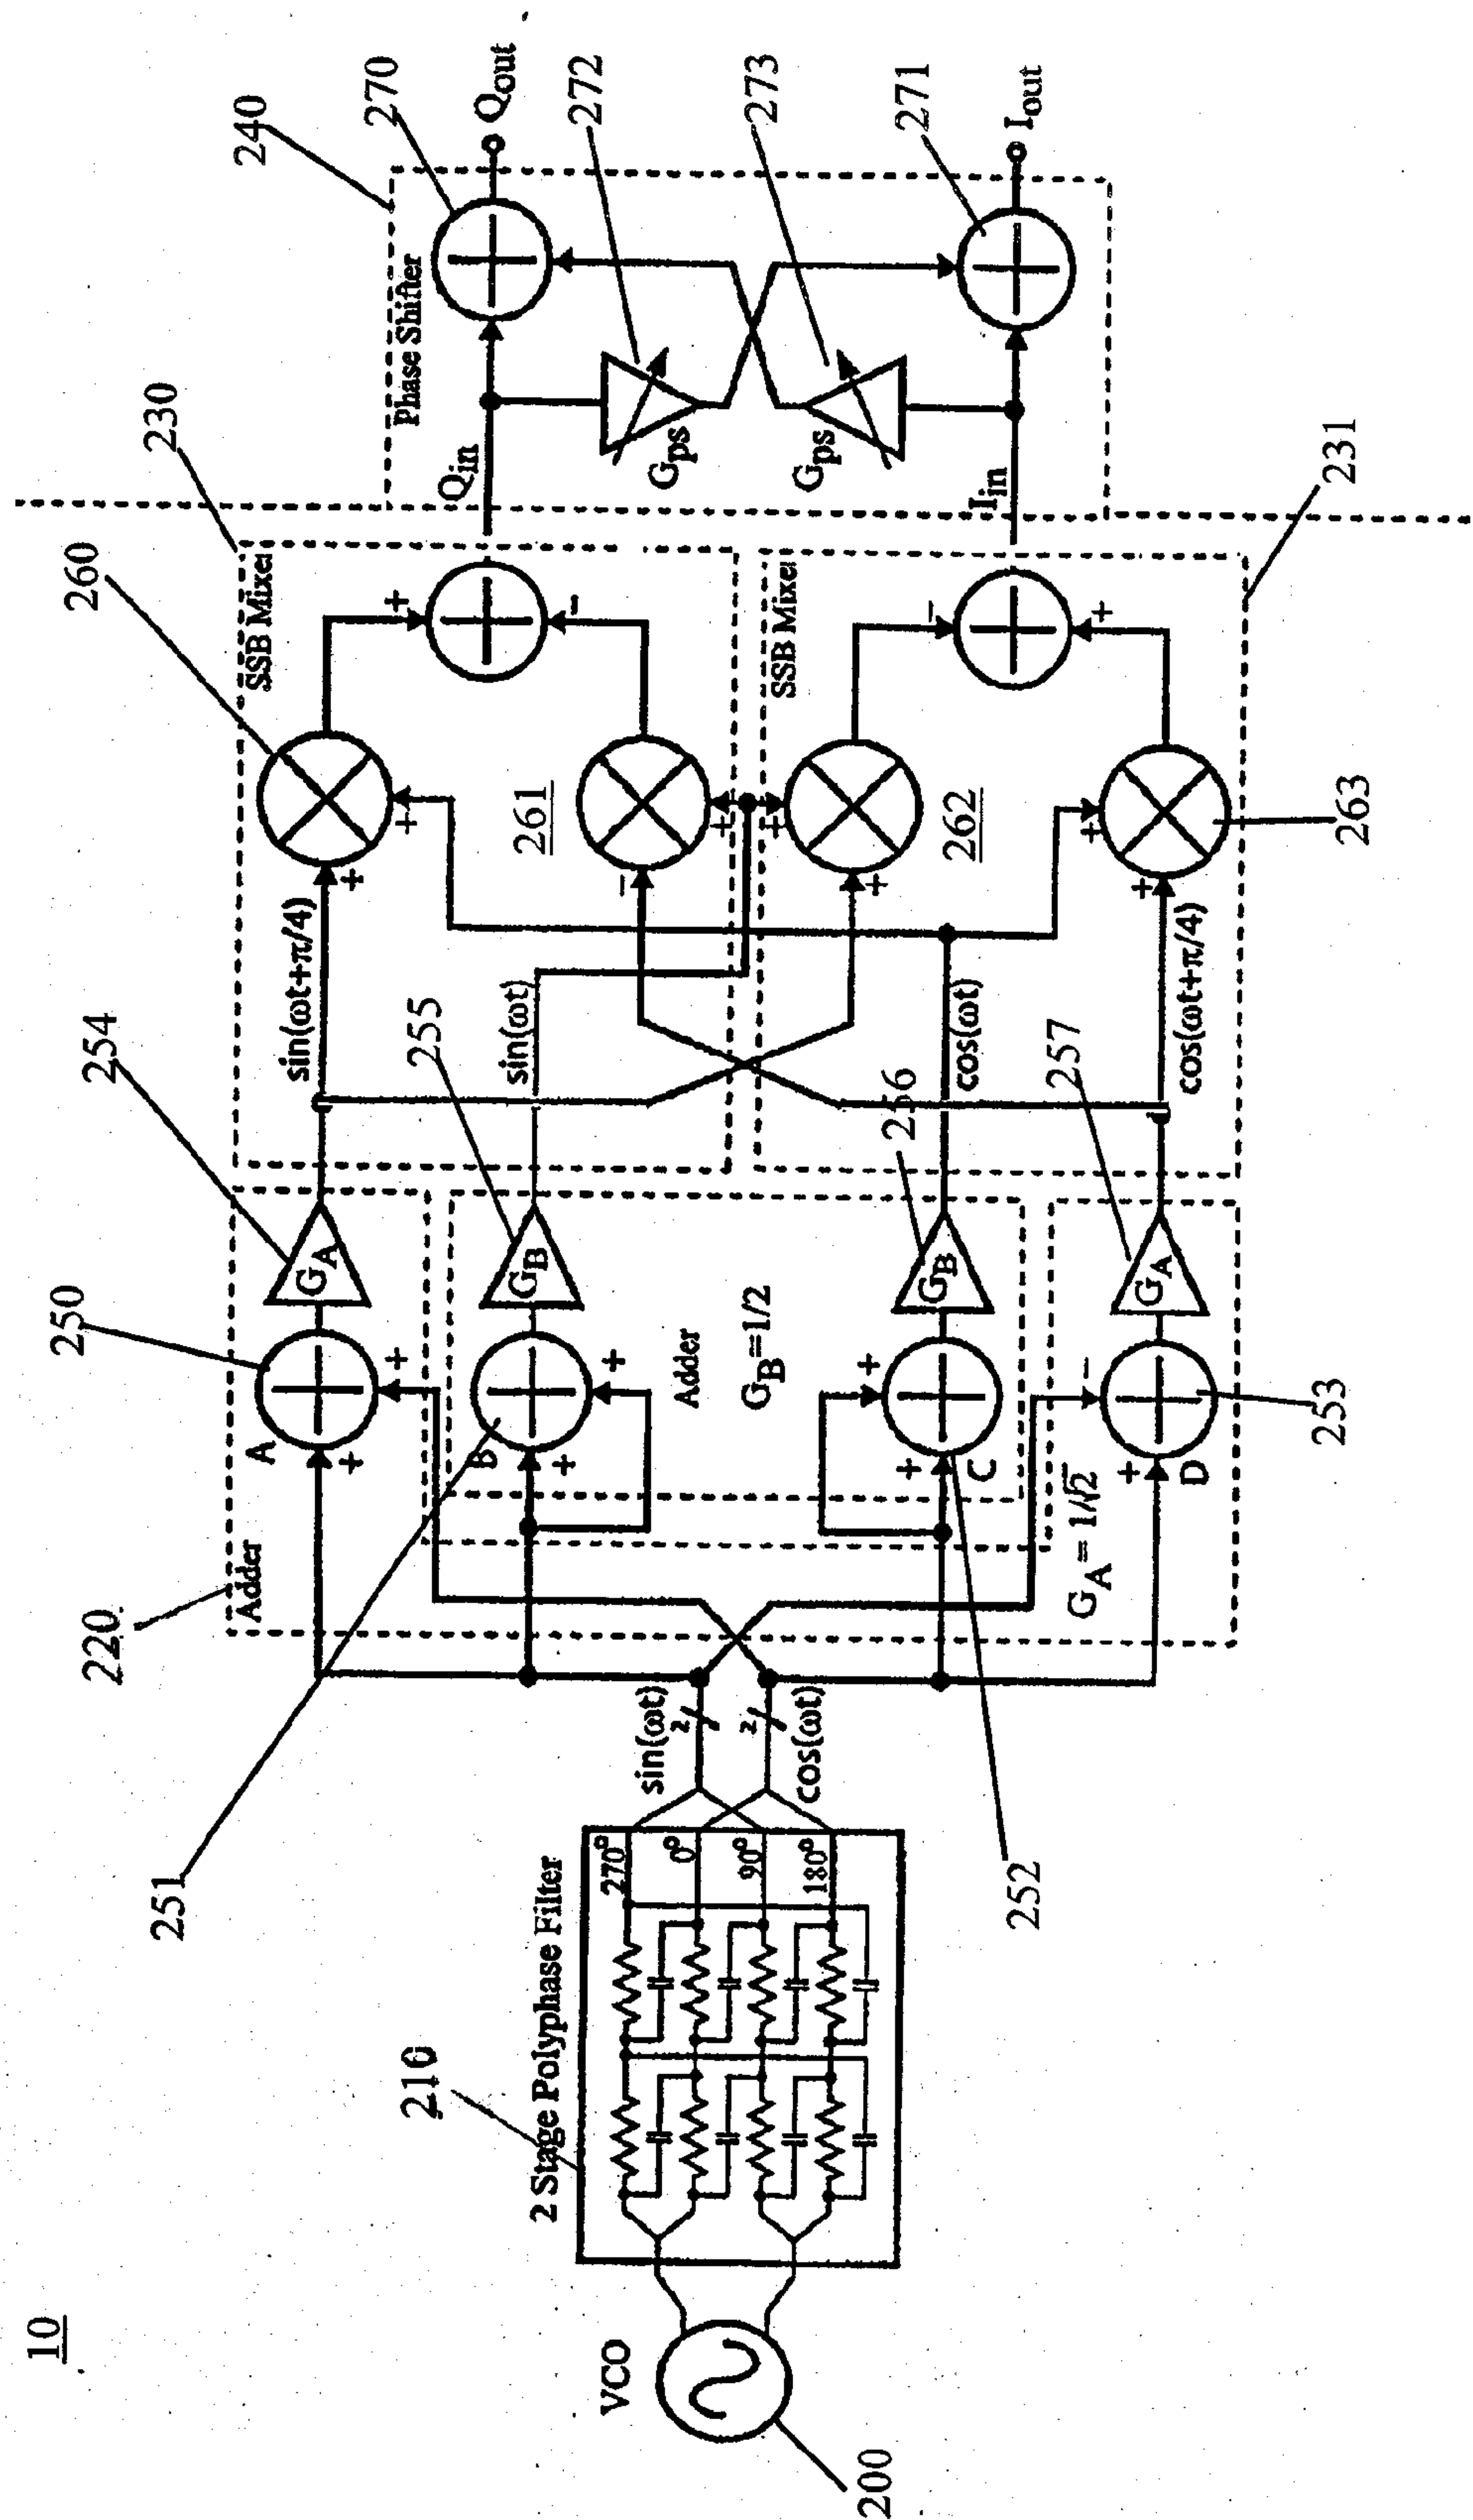 10
VCO
200
2 Stage Polyphase Filter
210
270°
0°
90°
180°
sin(ωt)
2
2
cos(ωt)
220
Adder
A
+
+
250
G_A
254
251
B
+
+
G_B
255
Adder
G_B=1/2
+
+
C
252
G_B
256
G_A = 1/√2
+
−
D
253
G_A
257
230
SSB Mixer
sin(ωt+π/4)
+
+
260
sin(ωt)
−
+
261
+
−
SSB Mixer
231
+
+
262
cos(ωt)
+
+
263
cos(ωt+π/4)
−
+
240
Phase Shifter
Q_in
270
Q_out
G_ps
272
G_ps
273
I_in
271
I_out